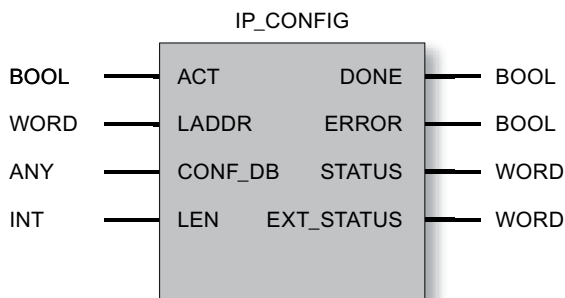 IP_CONFIG
BOOL ACT DONE BOOL
WORD LADDR ERROR BOOL
ANY CONF_DB STATUS WORD
INT LEN EXT_STATUS WORD